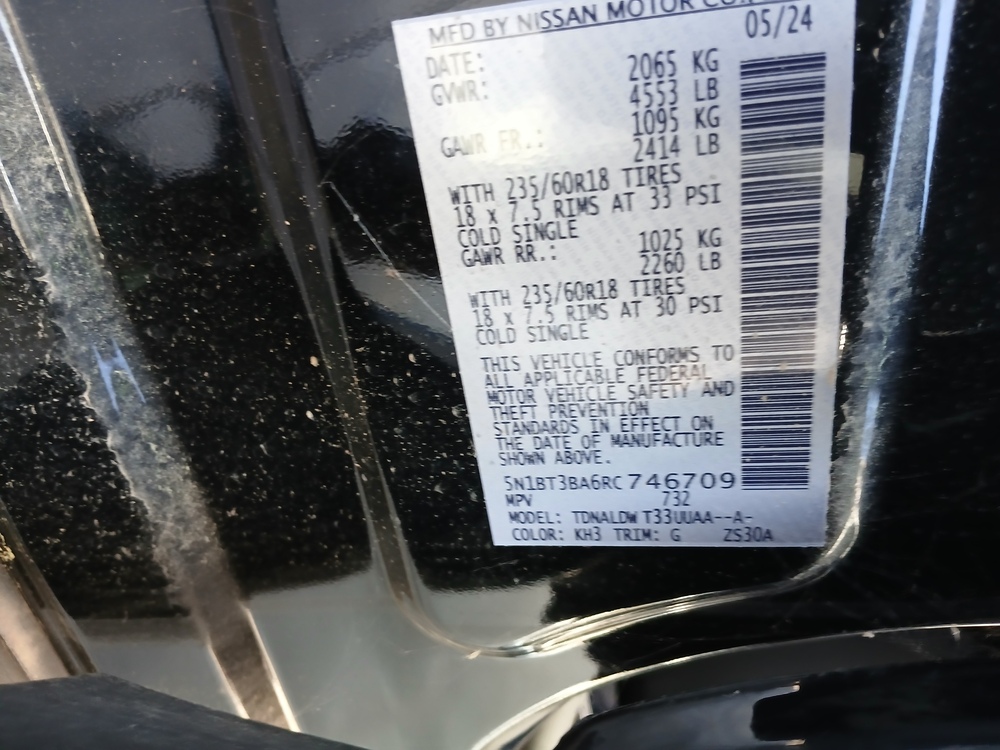 MFD BY NISSAN MOTOR CO
DATE: 05/24
GVWR: 2065 KG
4553 LB
GAWR FR.: 1095 KG
2414 LB
WITH 235/60R18 TIRES
18 x 7.5 RIMS AT 33 PSI
COLD SINGLE
GAWR RR.: 1025 KG
2260 LB
WITH 235/60R18 TIRES
18 x 7.5 RIMS AT 30 PSI
COLD SINGLE
THIS VEHICLE CONFORMS TO
ALL APPLICABLE FEDERAL
MOTOR VEHICLE SAFETY AND
THEFT PREVENTION
STANDARDS IN EFFECT ON
THE DATE OF MANUFACTURE
SHOWN ABOVE.
5N1BT3BA6RC746709
MPV 732
MODEL: TDNALDW T33UUAA--A-
COLOR: KH3 TRIM: G ZS30A